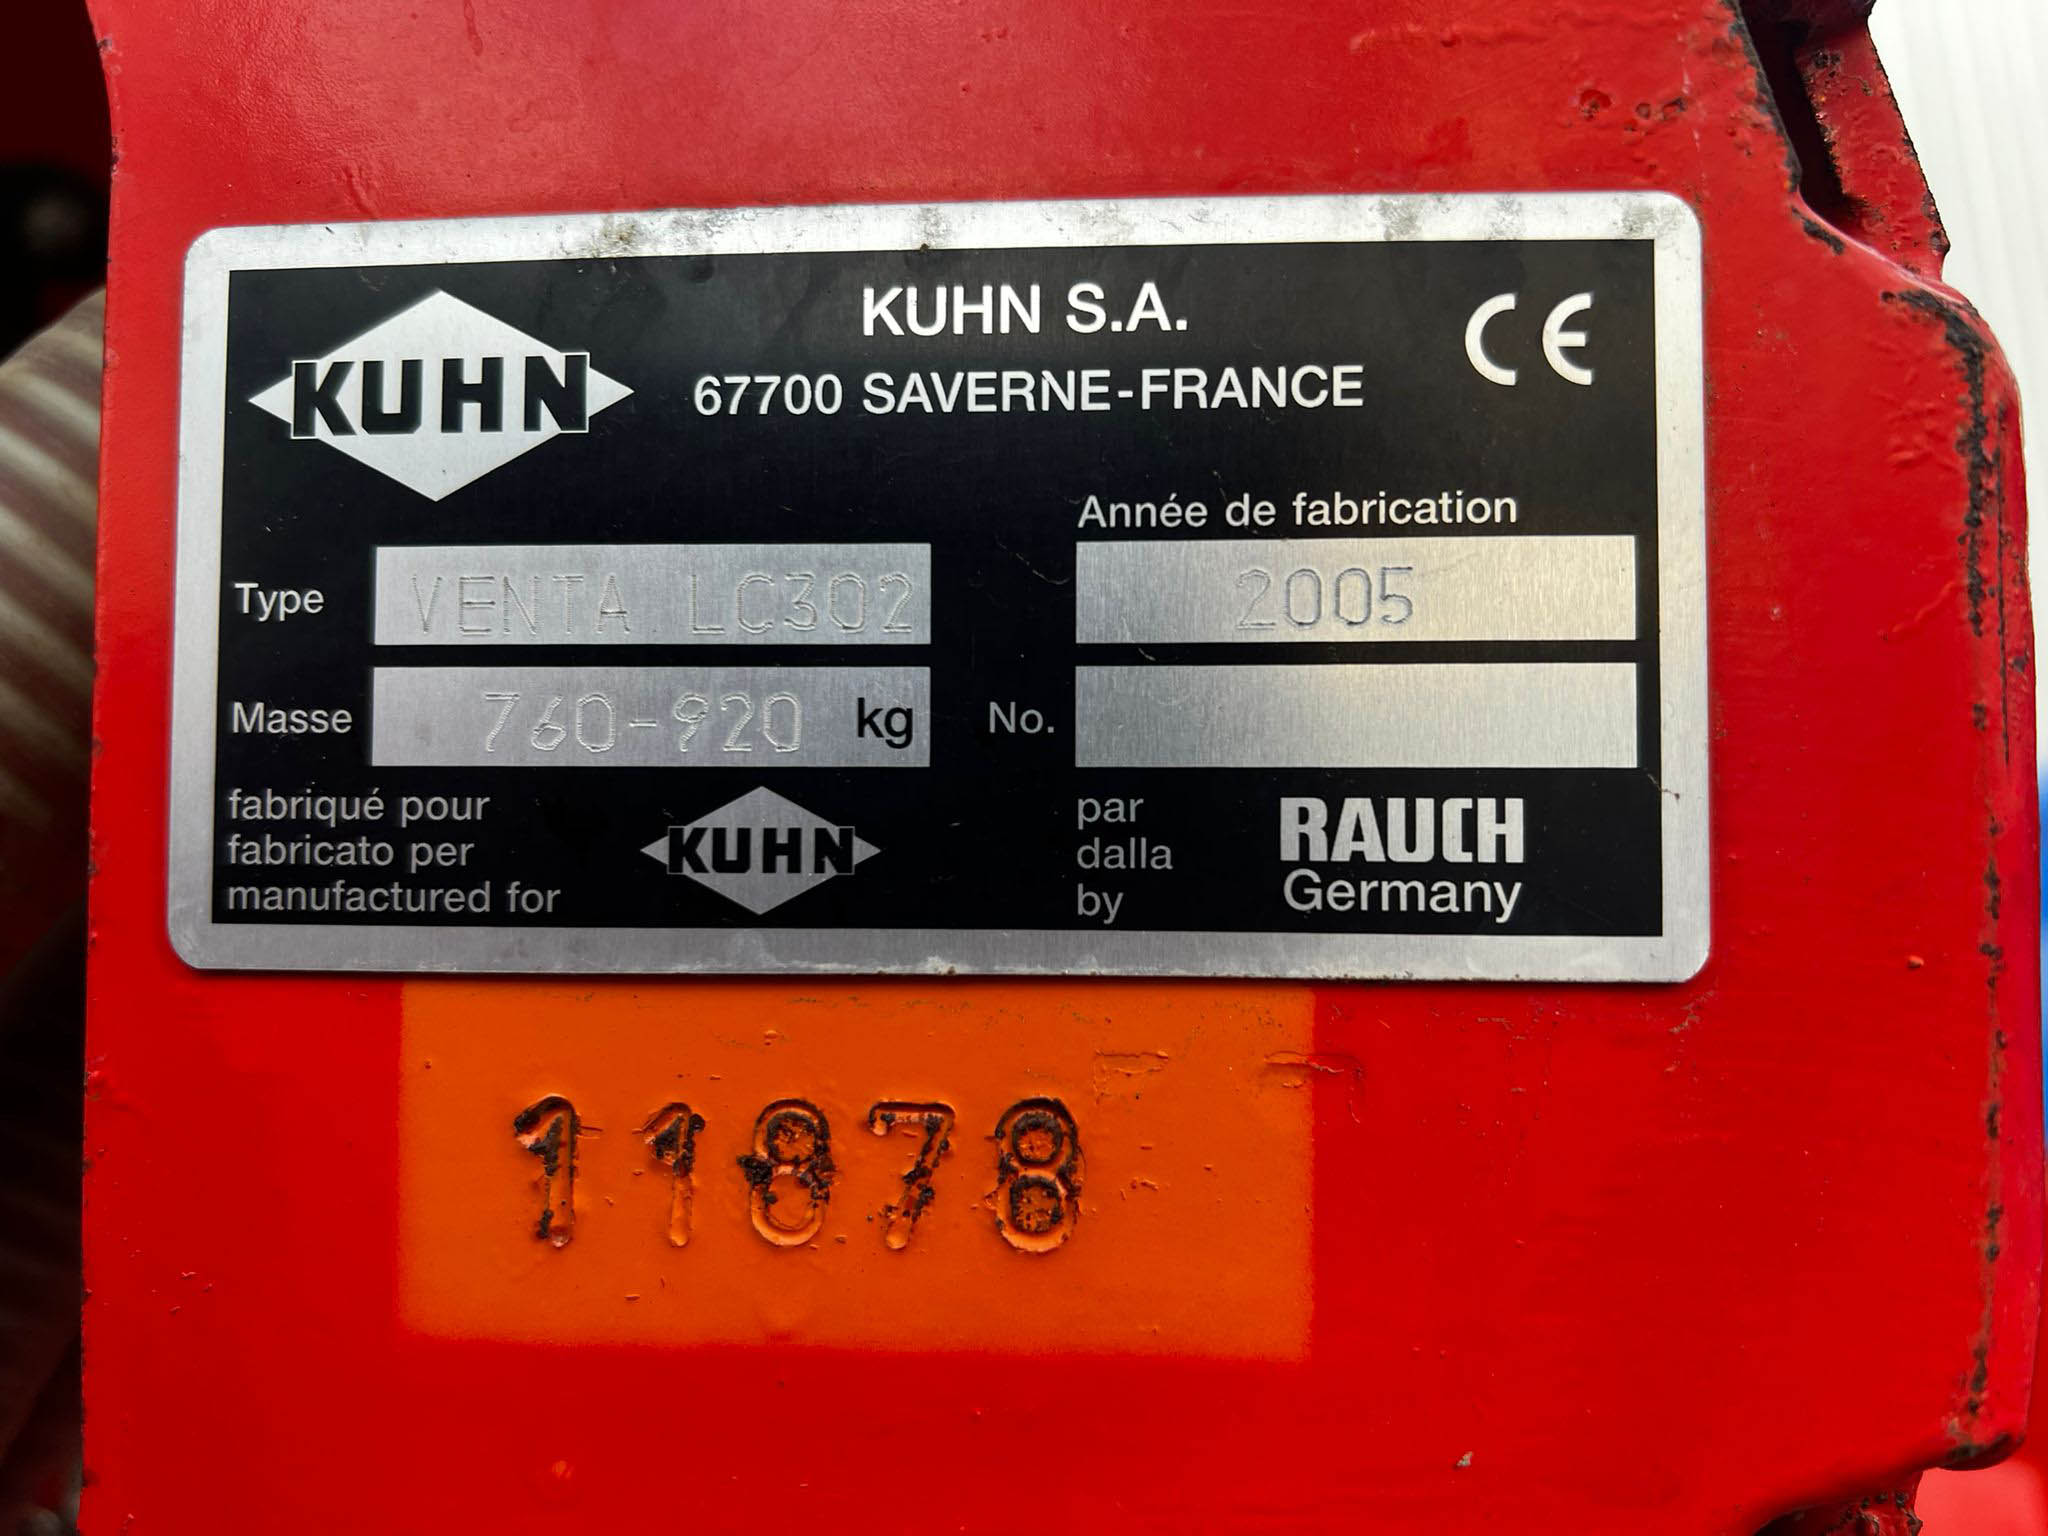 KUHN
KUHN S.A.
67700 SAVERNE-FRANCE
CE
Année de fabrication
Type VENTA LC302 2005
Masse 760-920 kg No.
fabriqué pour
fabricato per
manufactured for
KUHN
par
dalla
by
RAUCH
Germany
11878